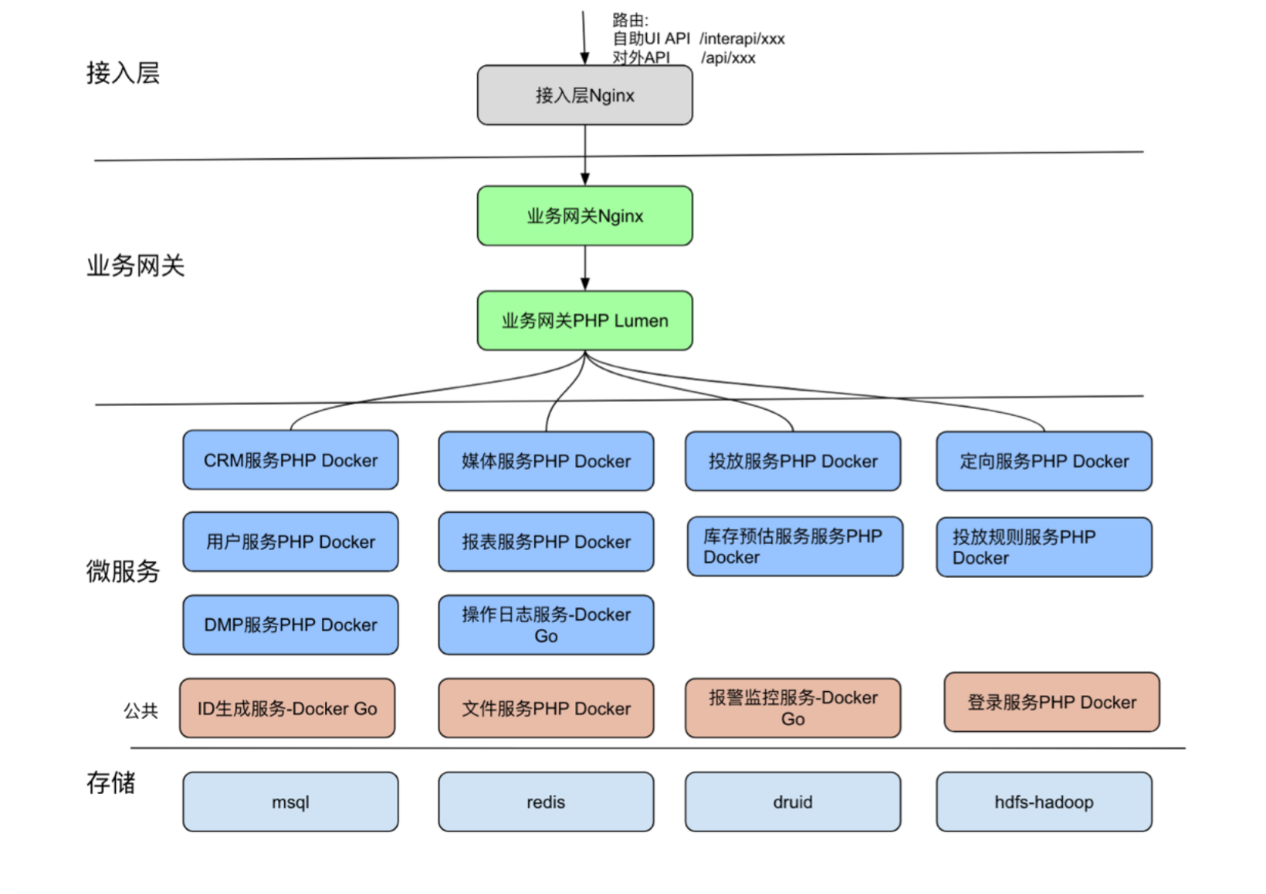 路由:
自助UI API /interapi/xxx
对外API /api/xxx
接入层
接入层Nginx
业务网关Nginx
业务网关
业务网关PHP Lumen
CRM服务PHP Docker
媒体服务PHP Docker
投放服务PHP Docker
定向服务PHP Docker
用户服务PHP Docker
报表服务PHP Docker
库存预估服务服务PHP
Docker
投放规则服务PHP
Docker
微服务
DMP服务PHP Docker
操作日志服务-Docker
Go
公共
ID生成服务-Docker Go
文件服务PHP Docker
报警监控服务-Docker
Go
登录服务PHP Docker
存储
msql
redis
druid
hdfs-hadoop